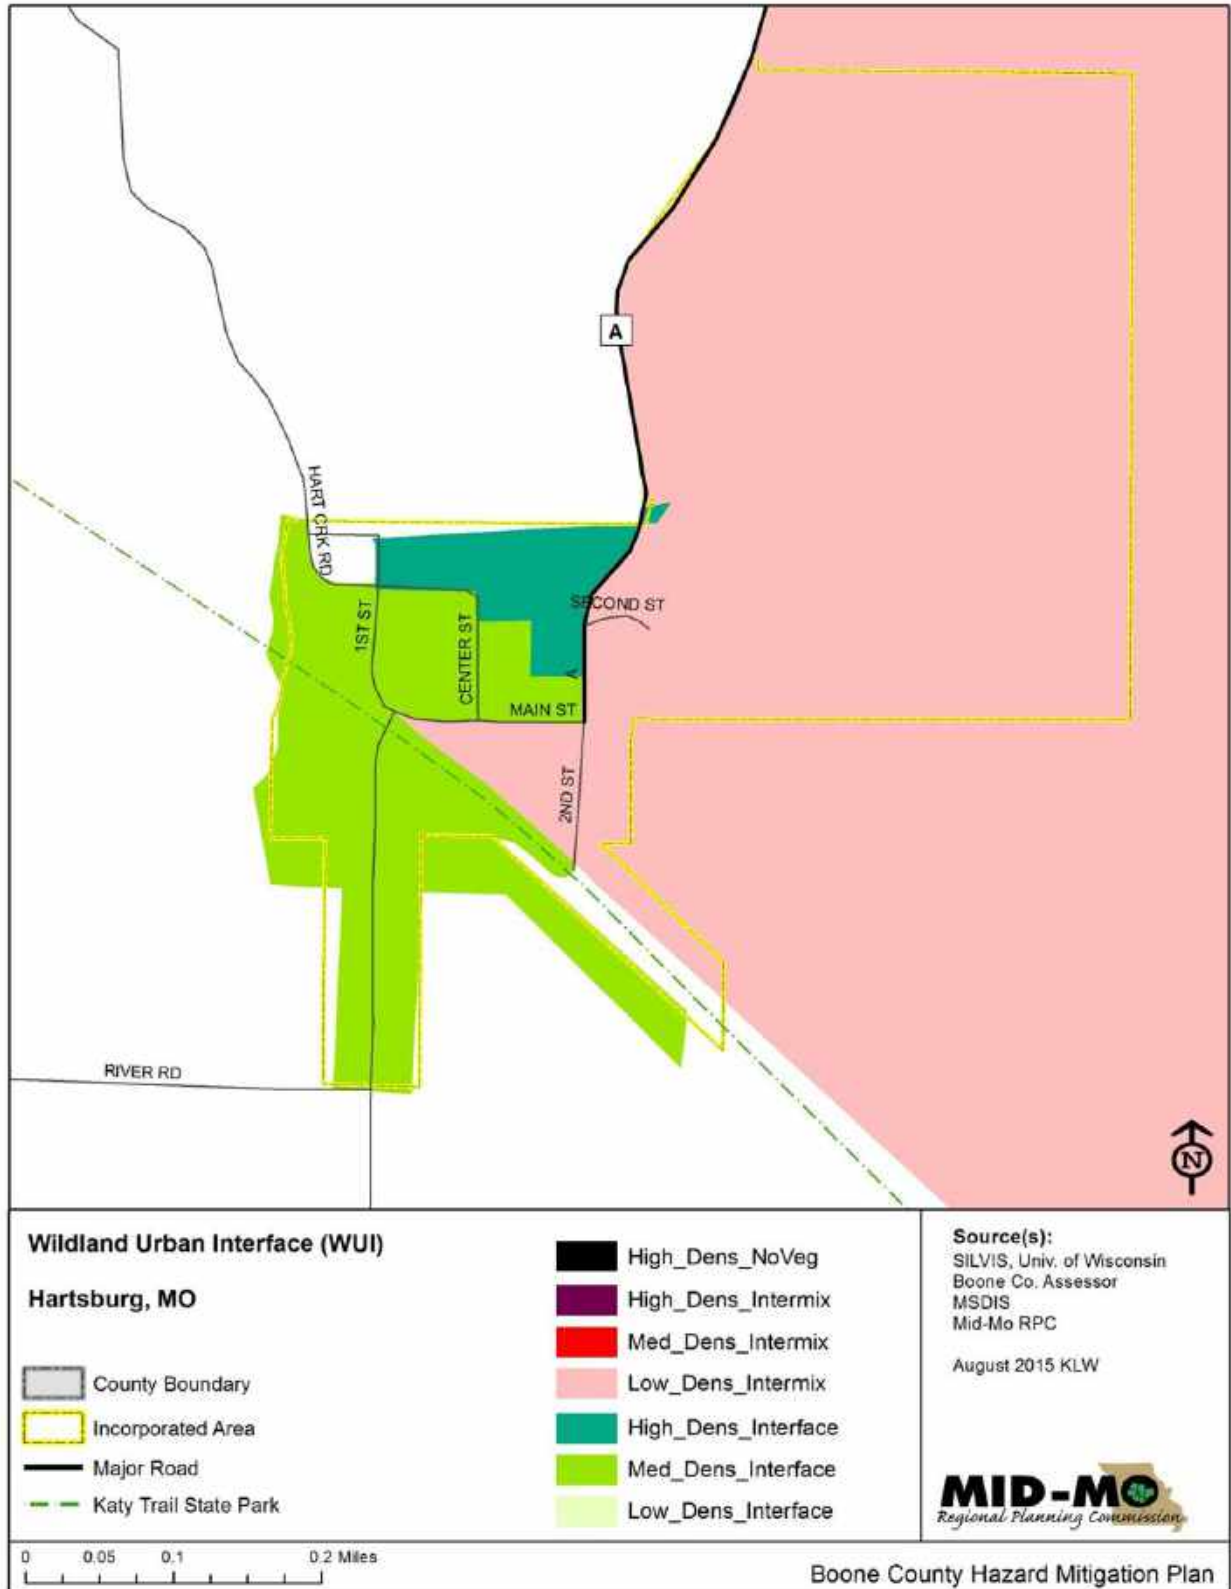 A
HART CRK RD
SECOND ST
1ST ST
CENTER ST
A
MAIN ST
2ND ST
RIVER RD
N
Wildland Urban Interface (WUI)
Hartsburg, MO
County Boundary
Incorporated Area
Major Road
Katy Trail State Park
High_Dens_NoVeg
High_Dens_Intermix
Med_Dens_Intermix
Low_Dens_Intermix
High_Dens_Interface
Med_Dens_Interface
Low_Dens_Interface
Source(s):
SILVIS, Univ. of Wisconsin
Boone Co. Assessor
MSDIS
Mid-Mo RPC
August 2015 KLW
MID-MO
Regional Planning Commission
0 0.05 0.1 0.2 Miles
Boone County Hazard Mitigation Plan